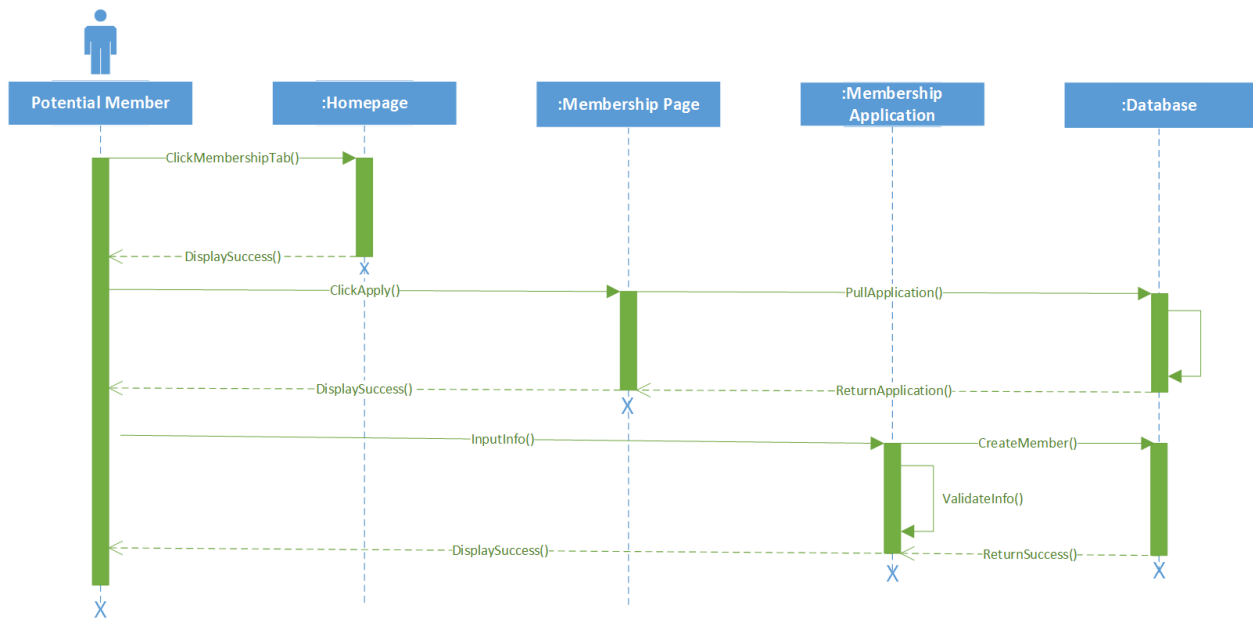 Potential Member
:Homepage
:Membership Page
:Membership
Application
:Database
ClickMembershipTab()
DisplaySuccess()
X
ClickApply()
PullApplication()
DisplaySuccess()
ReturnApplication()
X
InputInfo()
CreateMember()
ValidateInfo()
DisplaySuccess()
ReturnSuccess()
X
X
X